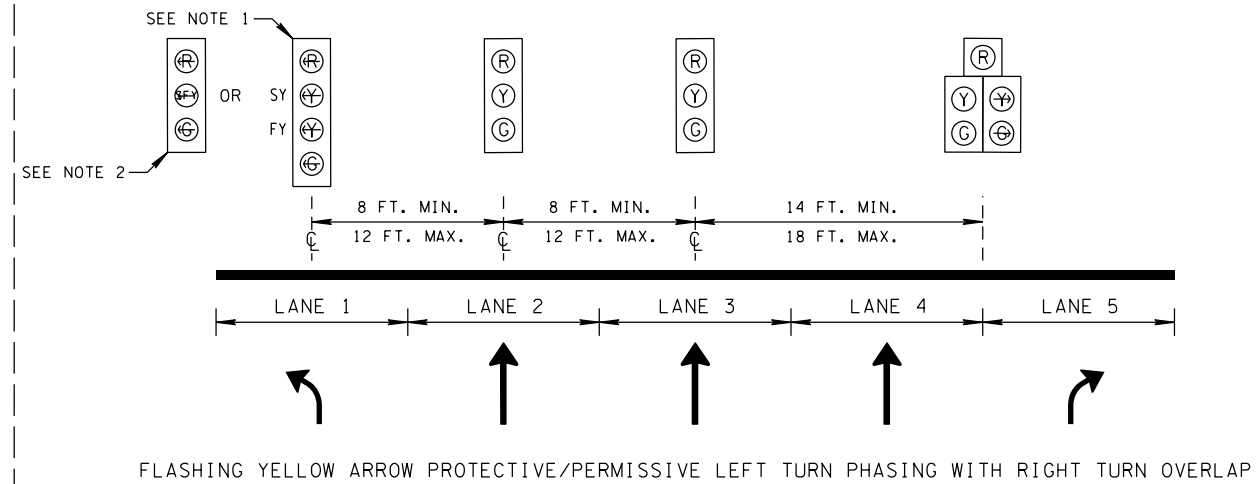 SEE NOTE 1
R R R R R
SFY OR SY Y Y Y Y Y
G FY Y G G G G
G
SEE NOTE 2
8 FT. MIN. 8 FT. MIN. 14 FT. MIN.
12 FT. MAX. 12 FT. MAX. 18 FT. MAX.
LANE 1 LANE 2 LANE 3 LANE 4 LANE 5
FLASHING YELLOW ARROW PROTECTIVE/PERMISSIVE LEFT TURN PHASING WITH RIGHT TURN OVERLAP